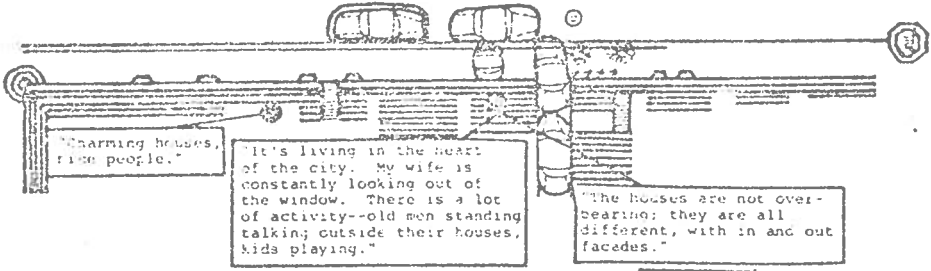 "Charming houses,
nice people."
"It's living in the heart
of the city. My wife is
constantly looking out of
the window. There is a lot
of activity--old men standing
talking outside their houses,
kids playing."
"The houses are not over-
bearing; they are all
different, with in and out
facades."